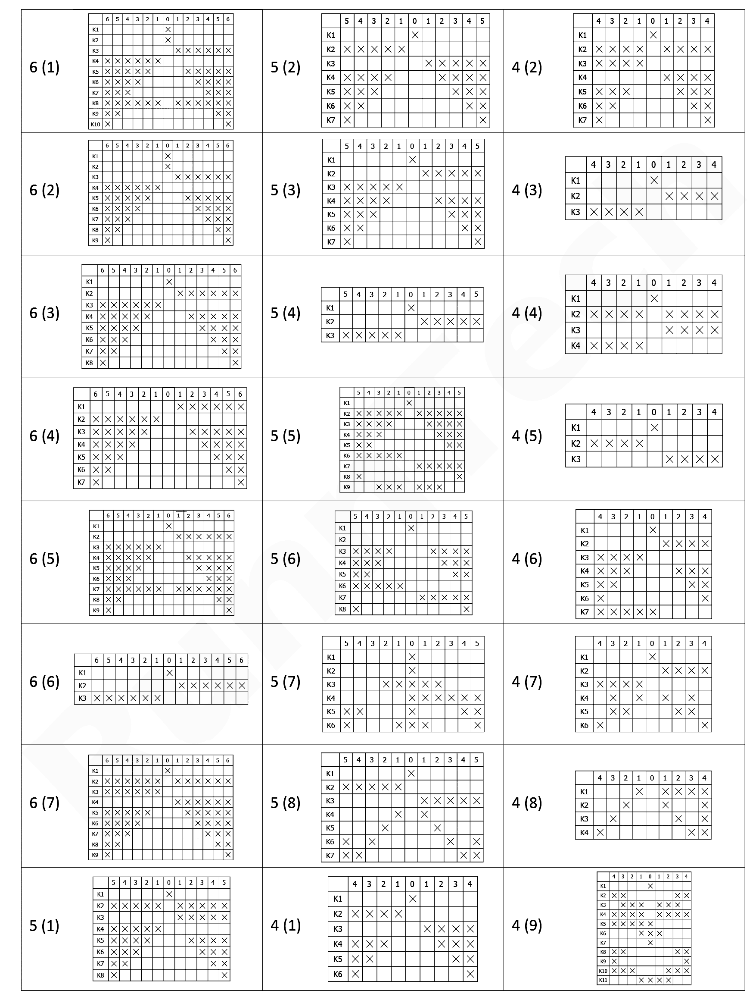 6 (1)
6 5 4 3 2 1 0 1 2 3 4 5 6
K1 X
K2 X
K3 X X X X X X
K4 X X X X X X
K5 X X X X X X X X X X
K6 X X X X X X X X
K7 X X X X X X
K8 X X X X X X X X X X X X
K9 X X X X
K10 X X
5 (2)
5 4 3 2 1 0 1 2 3 4 5
K1 X
K2 X X X X X
K3 X X X X X
K4 X X X X X X X X
K5 X X X X X X
K6 X X X X
K7 X X
4 (2)
4 3 2 1 0 1 2 3 4
K1 X
K2 X X X X X X X X
K3 X X X X
K4 X X X X
K5 X X X X X X
K6 X X X X
K7 X X
6 (2)
6 5 4 3 2 1 0 1 2 3 4 5 6
K1 X
K2 X
K3 X X X X X X
K4 X X X X X X
K5 X X X X X X X X X X
K6 X X X X X X X X
K7 X X X X X X
K8 X X X X
K9 X X
5 (3)
5 4 3 2 1 0 1 2 3 4 5
K1 X
K2 X X X X X
K3 X X X X X
K4 X X X X X X X X
K5 X X X X X X
K6 X X X X
K7 X X
4 (3)
4 3 2 1 0 1 2 3 4
K1 X
K2 X X X X
K3 X X X X
6 (3)
6 5 4 3 2 1 0 1 2 3 4 5 6
K1 X
K2 X X X X X X
K3 X X X X X X
K4 X X X X X X X X X X
K5 X X X X X X X X
K6 X X X X X X
K7 X X X X
K8 X X
5 (4)
5 4 3 2 1 0 1 2 3 4 5
K1 X
K2 X X X X X
K3 X X X X X
4 (4)
4 3 2 1 0 1 2 3 4
K1 X
K2 X X X X X X X X
K3 X X X X
K4 X X X X
6 (4)
6 5 4 3 2 1 0 1 2 3 4 5 6
K1 X X X X X X
K2 X X X X X X
K3 X X X X X X X X X X
K4 X X X X X X X X
K5 X X X X X X
K6 X X X X
K7 X X
5 (5)
5 4 3 2 1 0 1 2 3 4 5
K1 X
K2 X X X X X X X X X X
K3 X X X X X X X X
K4 X X X X X X
K5 X X X X
K6 X X X X X
K7 X X X X X
K8 X X
K9 X X X X X X
4 (5)
4 3 2 1 0 1 2 3 4
K1 X
K2 X X X X
K3 X X X X
6 (5)
6 5 4 3 2 1 0 1 2 3 4 5 6
K1 X
K2 X X X X X X
K3 X X X X X X
K4 X X X X X X X X X X
K5 X X X X X X X X
K6 X X X X X X
K7 X X X X X X X X X X X X
K8 X X X X
K9 X X
5 (6)
5 4 3 2 1 0 1 2 3 4 5
K1 X
K2
K3 X X X X X X X X
K4 X X X X X X
K5 X X X X
K6 X X X X X
K7 X X X X X
K8 X X
4 (6)
4 3 2 1 0 1 2 3 4
K1 X
K2 X X X X
K3 X X X X
K4 X X X X X X
K5 X X X X
K6 X X
K7 X X X X X
6 (6)
6 5 4 3 2 1 0 1 2 3 4 5 6
K1 X
K2 X X X X X X
K3 X X X X X X
5 (7)
5 4 3 2 1 0 1 2 3 4 5
K1 X
K2 X
K3 X X X X X
K4 X X X X X X
K5 X X X X X
K6 X X X X X
4 (7)
4 3 2 1 0 1 2 3 4
K1 X
K2 X X X X
K3 X X X X
K4 X X X X
K5 X X X X
K6 X X
6 (7)
6 5 4 3 2 1 0 1 2 3 4 5 6
K1 X
K2 X X X X X X X X X X X X
K3 X X X X X X
K4 X X X X X X
K5 X X X X X X X X X X
K6 X X X X X X X X
K7 X X X X X X
K8 X X X X
K9 X X
5 (8)
5 4 3 2 1 0 1 2 3 4 5
K1 X
K2 X X X X X
K3 X X X X X
K4 X X
K5 X X
K6 X X X X
K7 X X X X
4 (8)
4 3 2 1 0 1 2 3 4
K1 X X X X X
K2 X X X
K3 X X X
K4 X X X
5 (1)
5 4 3 2 1 0 1 2 3 4 5
K1 X
K2 X X X X X X X X X X
K3 X X X X X
K4 X X X X X
K5 X X X X X X X X
K6 X X X X X X
K7 X X X X
K8 X X
4 (1)
4 3 2 1 0 1 2 3 4
K1 X
K2 X X X X
K3 X X X X
K4 X X X X X X
K5 X X X X
K6 X X
4 (9)
4 3 2 1 0 1 2 3 4
K1 X
K2 X X X X
K3 X X X X X X
K4 X X X X X X X X
K5 X X X X X
K6 X X X
K7 X
K8 X X X X
K9 X X
K10 X X X X X X
K11 X X X X